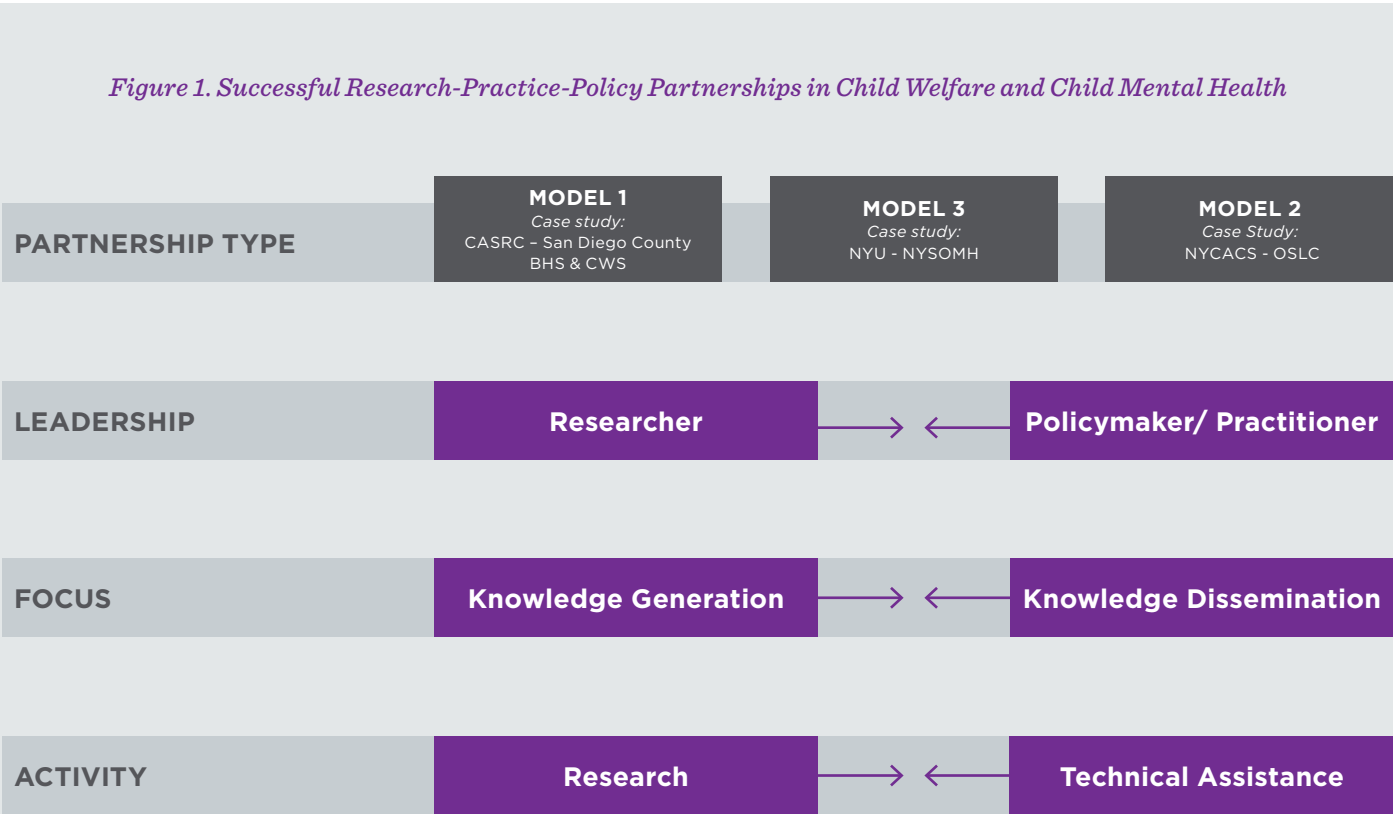 Figure 1. Successful Research-Practice-Policy Partnerships in Child Welfare and Child Mental Health
PARTNERSHIP TYPE
MODEL 1
Case study:
CASRC – San Diego County
BHS & CWS
MODEL 3
Case study:
NYU - NYSOMH
MODEL 2
Case Study:
NYCACS - OSLC
LEADERSHIP
Researcher
Policymaker/ Practitioner
FOCUS
Knowledge Generation
Knowledge Dissemination
ACTIVITY
Research
Technical Assistance